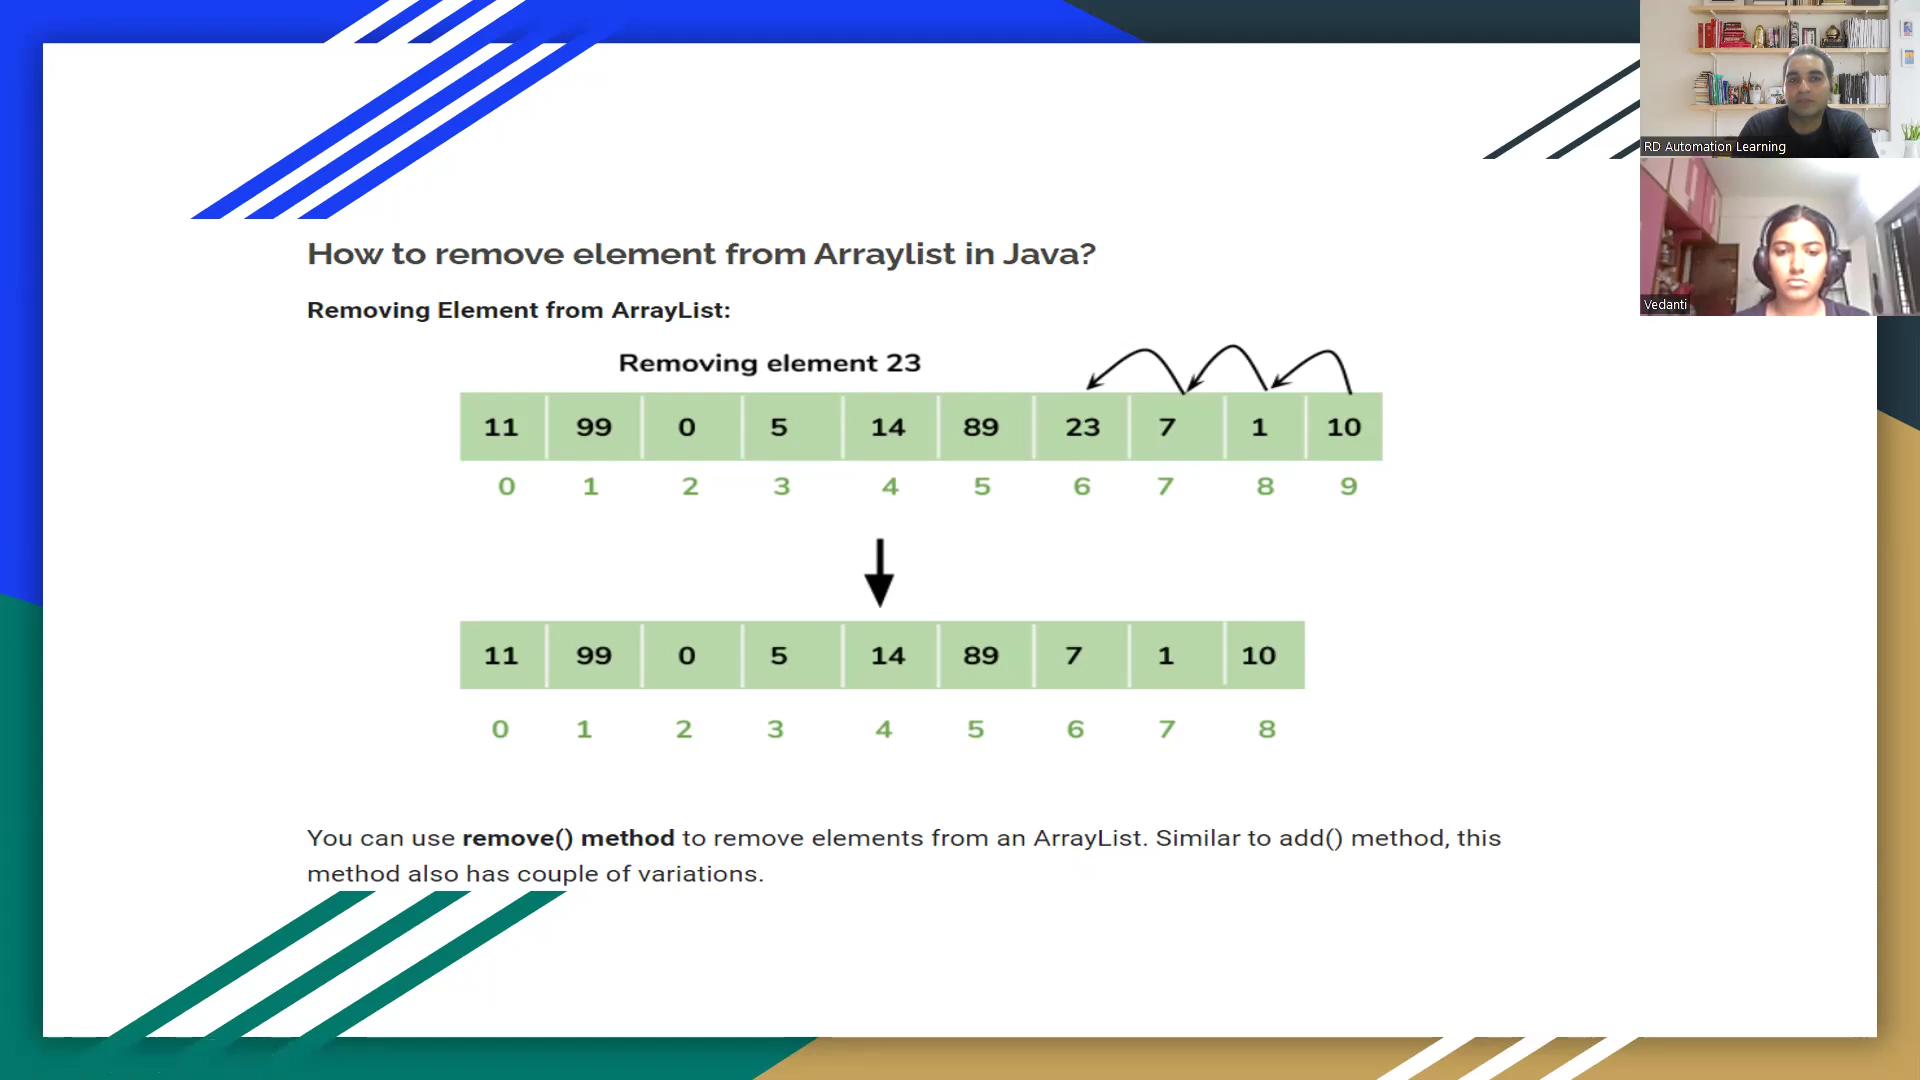 RD Automation Learning
Vedanti
How to remove element from Arraylist in Java?
Removing Element from ArrayList:
Removing element 23
11 99 0 5 14 89 23 7 1 10
0 1 2 3 4 5 6 7 8 9
11 99 0 5 14 89 7 1 10
0 1 2 3 4 5 6 7 8
You can use remove() method to remove elements from an ArrayList. Similar to add() method, this
method also has couple of variations.